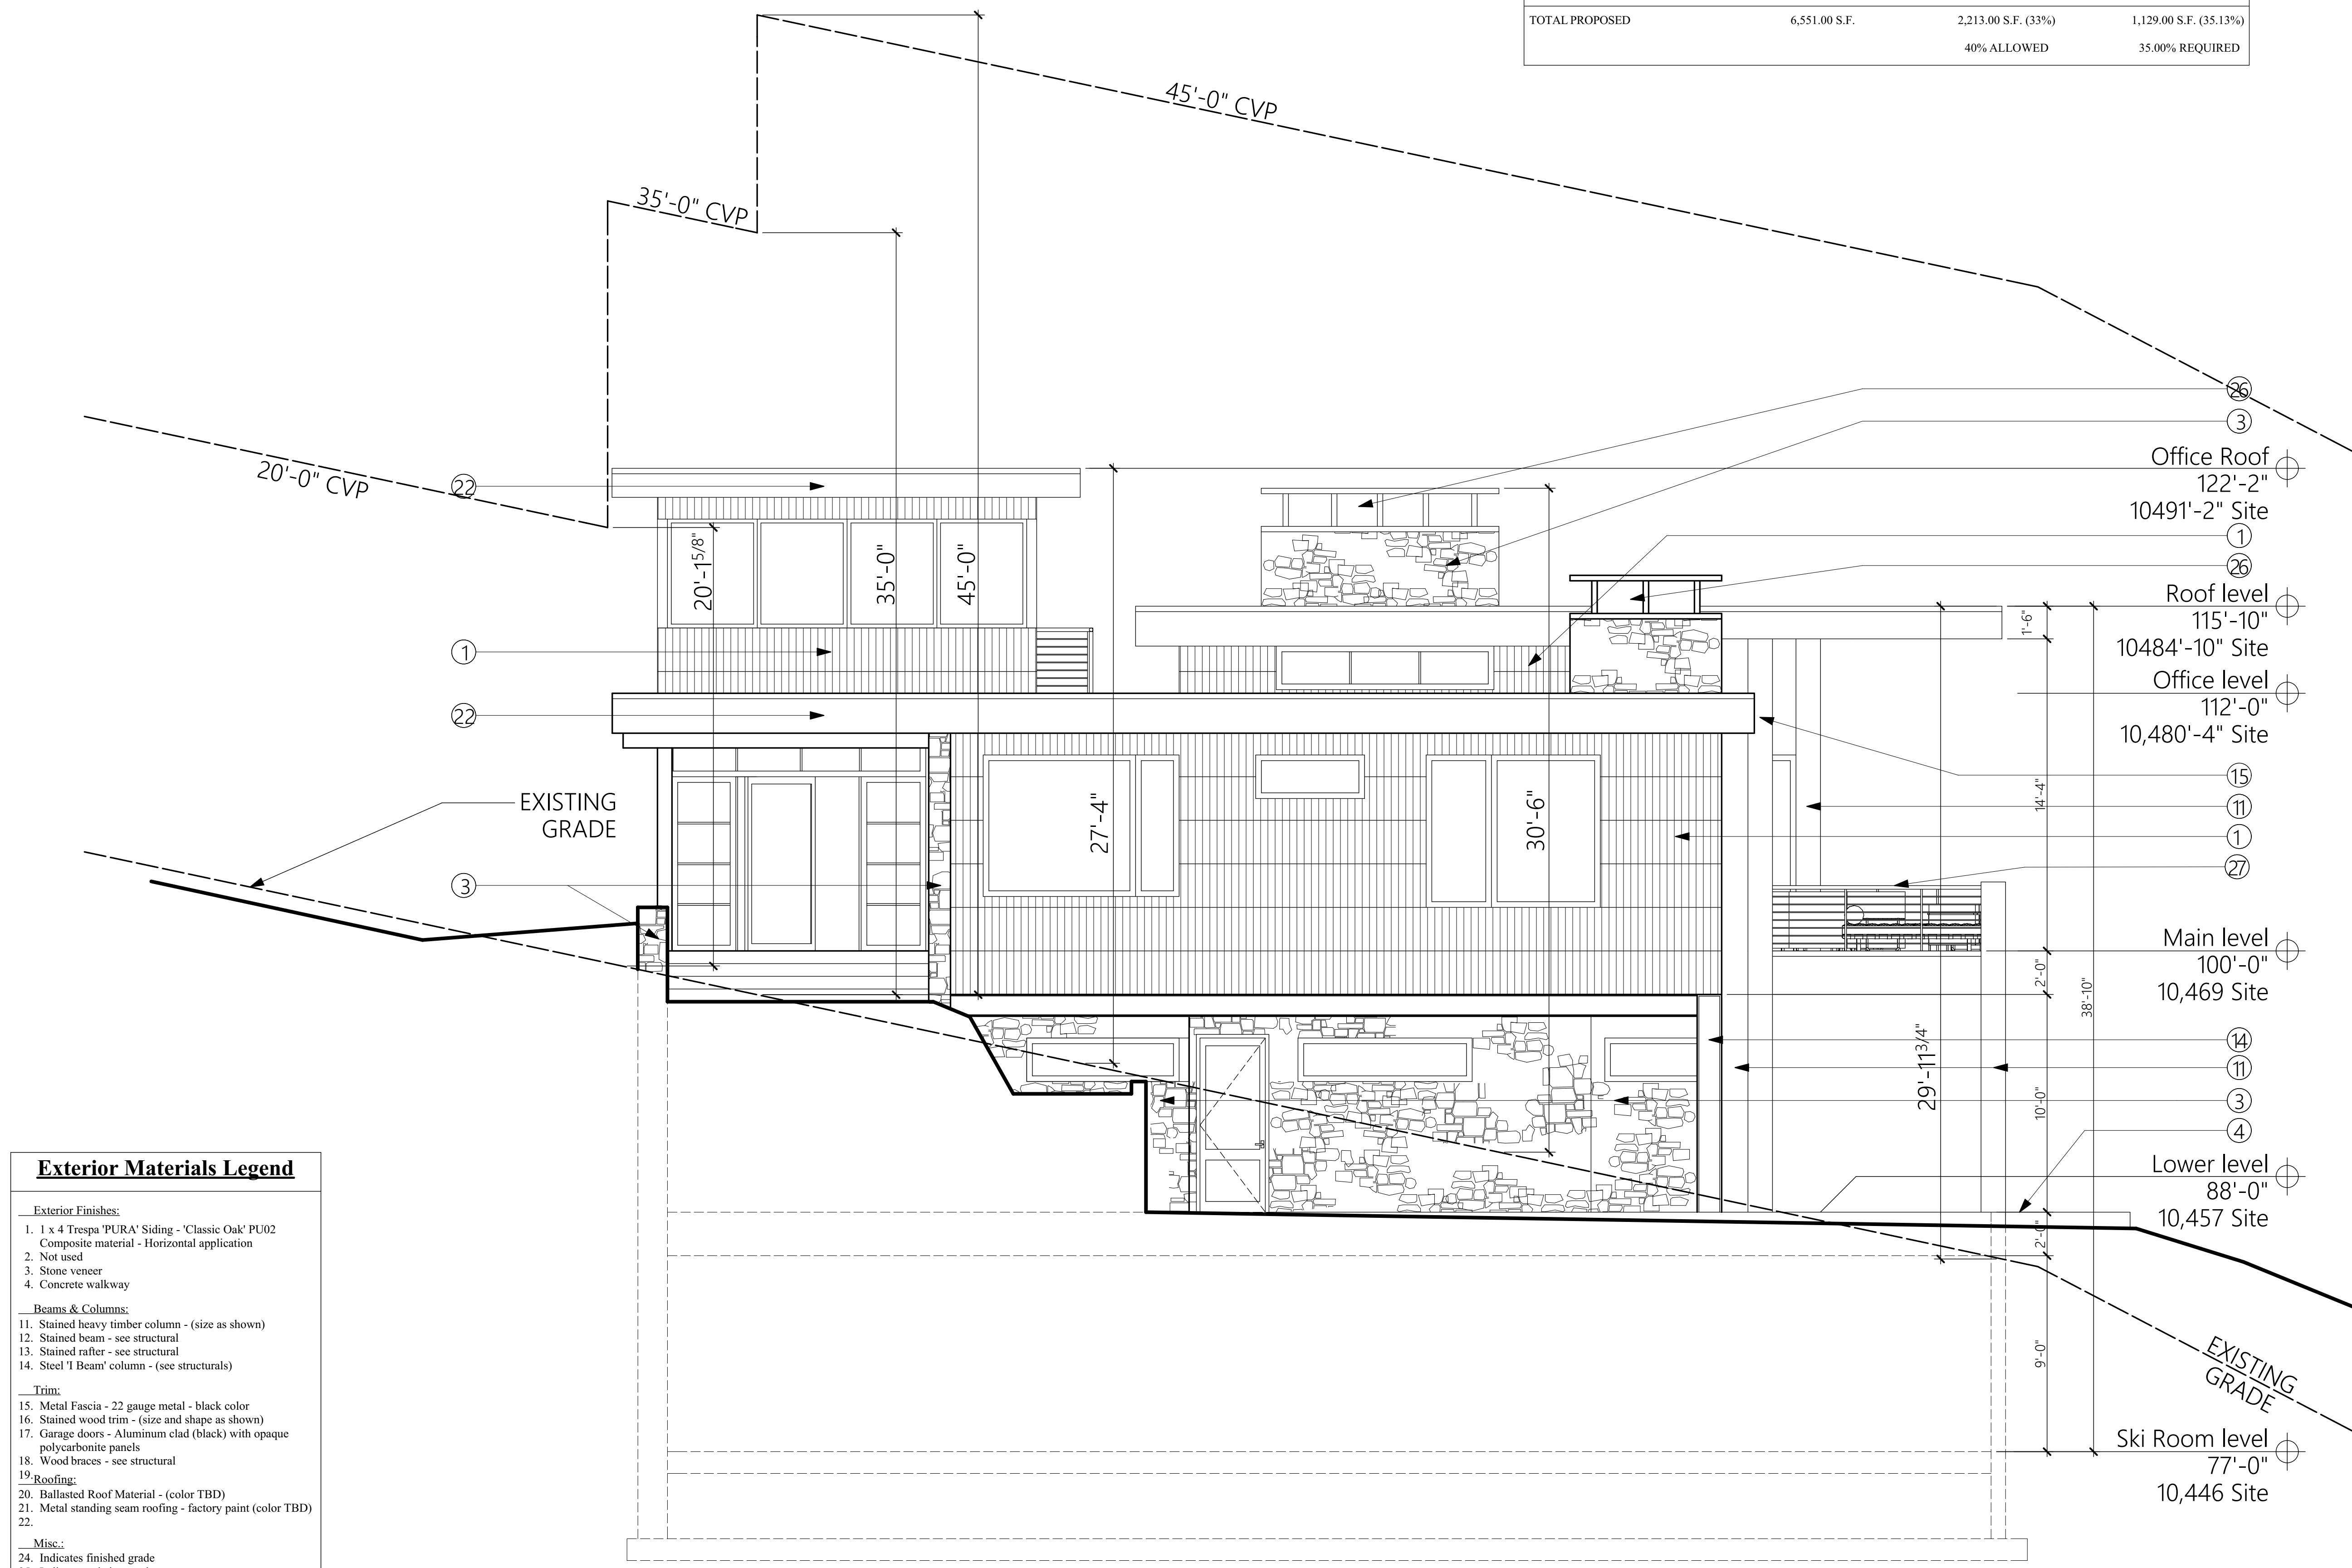 TOTAL PROPOSED 6,551.00 S.F. 2,213.00 S.F. (33%) 1,129.00 S.F. (35.13%)
40% ALLOWED 35.00% REQUIRED
45'-0" CVP
35'-0" CVP
20'-0" CVP
26
3
Office Roof
122'-2"
10491'-2" Site
22
1
26
20'-1 5/8"
35'-0"
45'-0"
Roof level
115'-10"
10484'-10" Site
1'-6"
1
Office level
112'-0"
10,480'-4" Site
22
15
EXISTING
GRADE
27'-4"
30'-6"
14'-4"
11
1
27
3
Main level
100'-0"
10,469 Site
2'-0"
38'-10"
14
11
29'-11 3/4"
10'-0"
3
4
Lower level
88'-0"
10,457 Site
2'-0"
9'-0"
EXISTING
GRADE
Ski Room level
77'-0"
10,446 Site
Exterior Materials Legend
Exterior Finishes:
1. 1 x 4 Trespa 'PURA' Siding - 'Classic Oak' PU02
Composite material - Horizontal application
2. Not used
3. Stone veneer
4. Concrete walkway
Beams & Columns:
11. Stained heavy timber column - (size as shown)
12. Stained beam - see structural
13. Stained rafter - see structural
14. Steel 'I Beam' column - (see structurals)
Trim:
15. Metal Fascia - 22 gauge metal - black color
16. Stained wood trim - (size and shape as shown)
17. Garage doors - Aluminum clad (black) with opaque
polycarbonite panels
18. Wood braces - see structural
19.
Roofing:
20. Ballasted Roof Material - (color TBD)
21. Metal standing seam roofing - factory paint (color TBD)
22.
Misc.:
24. Indicates finished grade